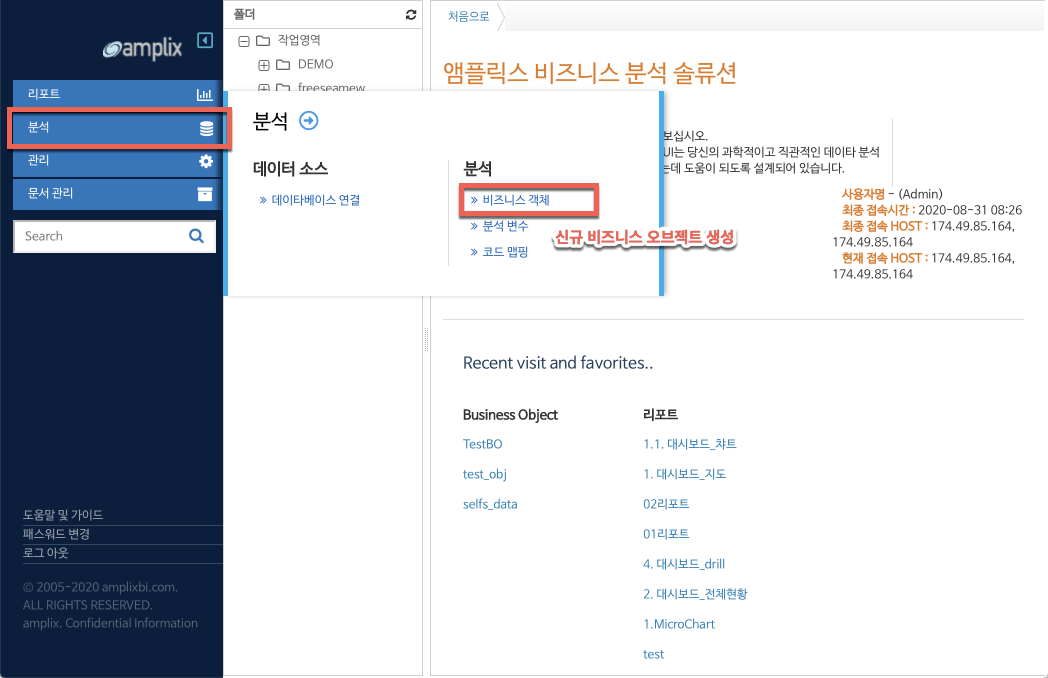 amplix
리포트
분석
관리
문서 관리
Search
도움말 및 가이드
패스워드 변경
로그 아웃
© 2005-2020 amplixbi.com.
ALL RIGHTS RESERVED.
amplix. Confidential Information
폴더
작업영역
DEMO
freeseamew
분석
데이터 소스
» 데이타베이스 연결
분석
» 비즈니스 객체
» 분석 변수
» 코드 맵핑
신규 비즈니스 오브젝트 생성
처음으로
앰플릭스 비즈니스 분석 솔류션
보십시오.
UI는 당신의 과학적이고 직관적인 데이타 분석
는데 도움이 되도록 설계되어 있습니다.
사용자명 - (Admin)
최종 접속시간 : 2020-08-31 08:26
최종 접속 HOST : 174.49.85.164,
174.49.85.164
현재 접속 HOST : 174.49.85.164,
174.49.85.164
Recent visit and favorites..
Business Object
TestBO
test_obj
selfs_data
리포트
1.1. 대시보드_챠트
1. 대시보드_지도
02리포트
01리포트
4. 대시보드_drill
2. 대시보드_전체현황
1.MicroChart
test